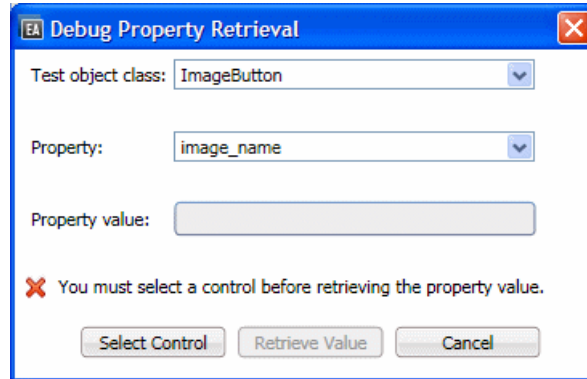 EA Debug Property Retrieval
Test object class: ImageButton
Property: image_name
Property value:
You must select a control before retrieving the property value.
Select Control Retrieve Value Cancel